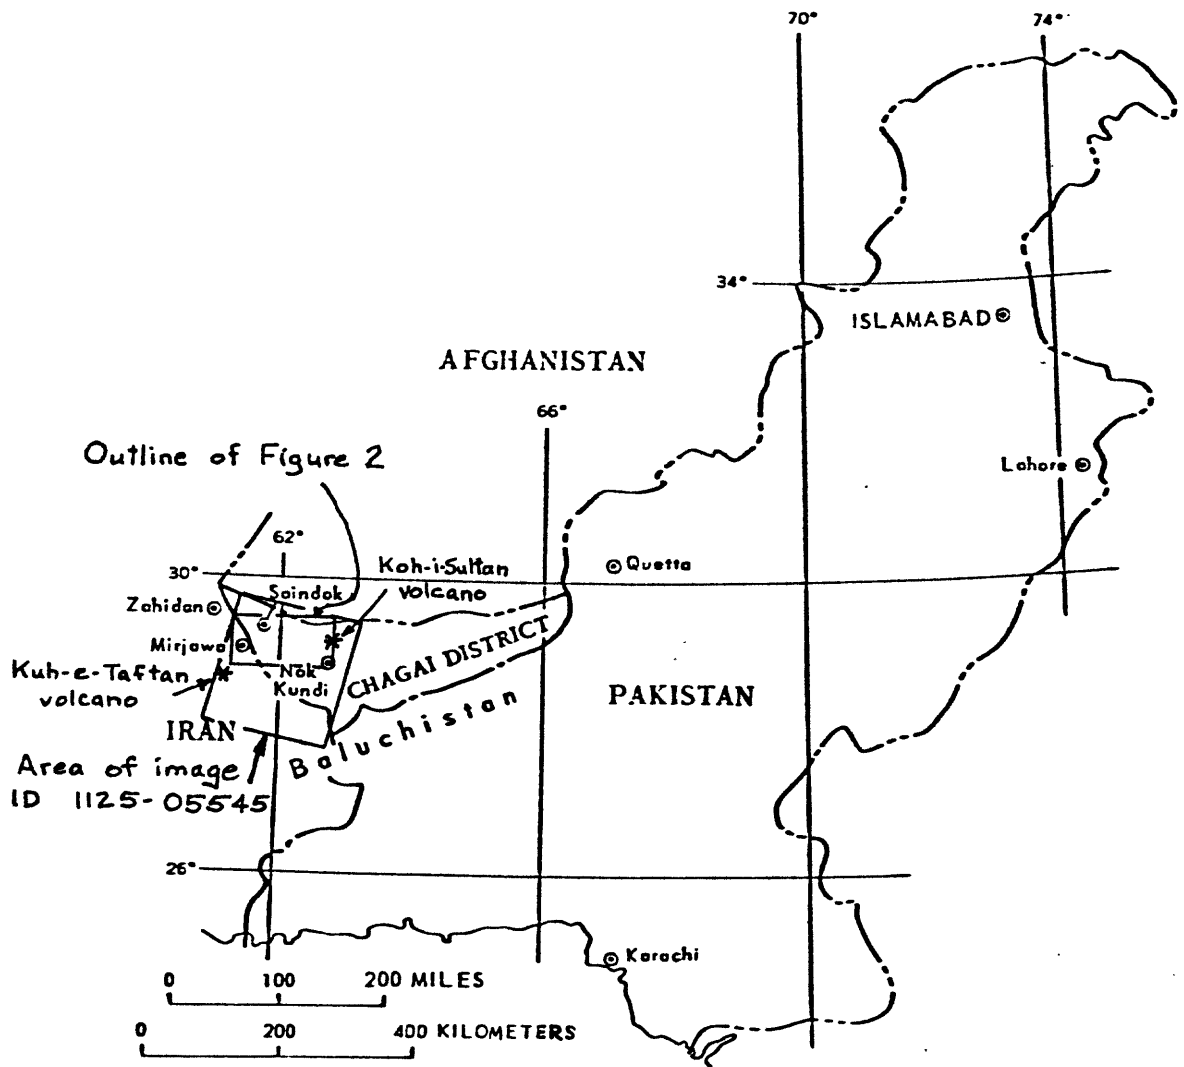 70°
74°
34°
ISLAMABAD
AFGHANISTAN
66°
Outline of Figure 2
Lahore
62°
30°
Koh-i-Sultan
volcano
Quetta
Saindak
Zahidan
Mirjawa
CHAGAI DISTRICT
Nok
Kundi
Kuh-e-Taftan
volcano
PAKISTAN
IRAN
Baluchistan
Area of image
ID 1125-05545
26°
Karachi
0 100 200 MILES
0 200 400 KILOMETERS